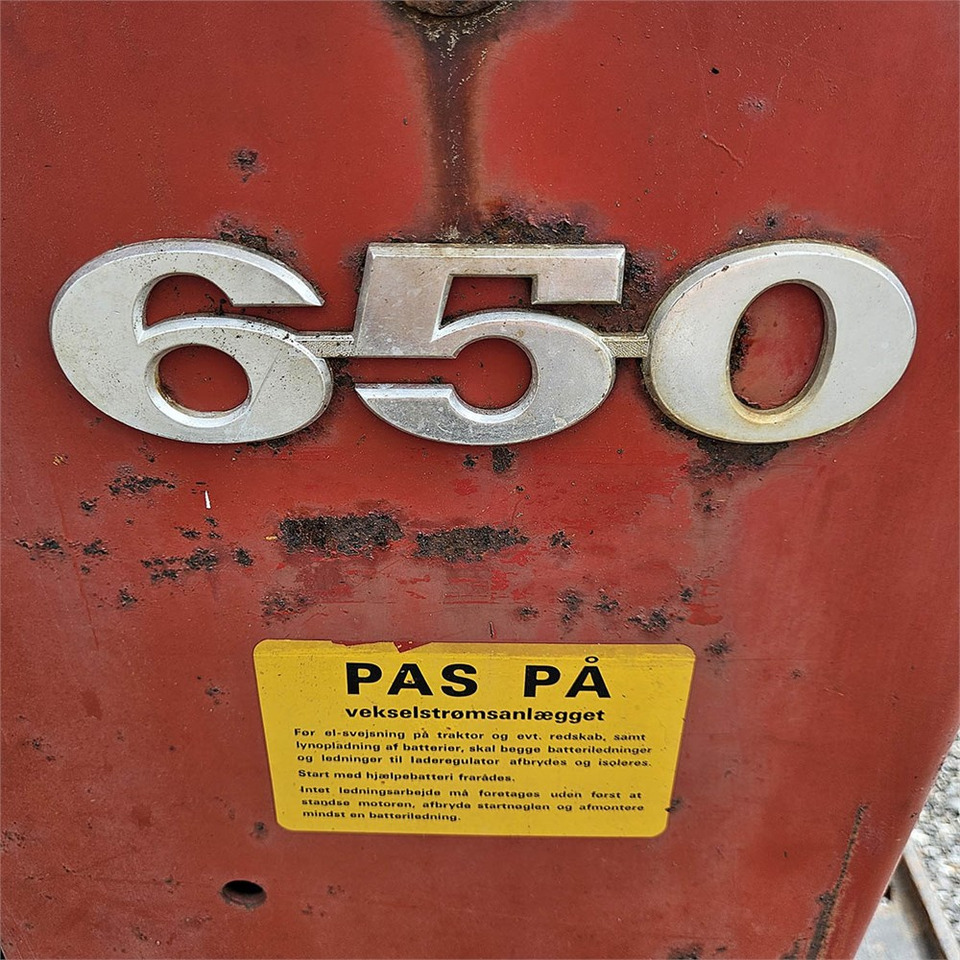 650
PAS PÅ
vekselstrømsanlægget
Før el-svejsning på traktor og evt. redskab, samt
lynopladning af batterier, skal begge batteriledninger
og ledninger til laderegulator afbrydes og isoleres.
Start med hjælpebatteri frarådes.
Intet ledningsarbejde må foretages uden først at
standse motoren, afbryde startnøglen og afmontere
mindst en batteriledning.